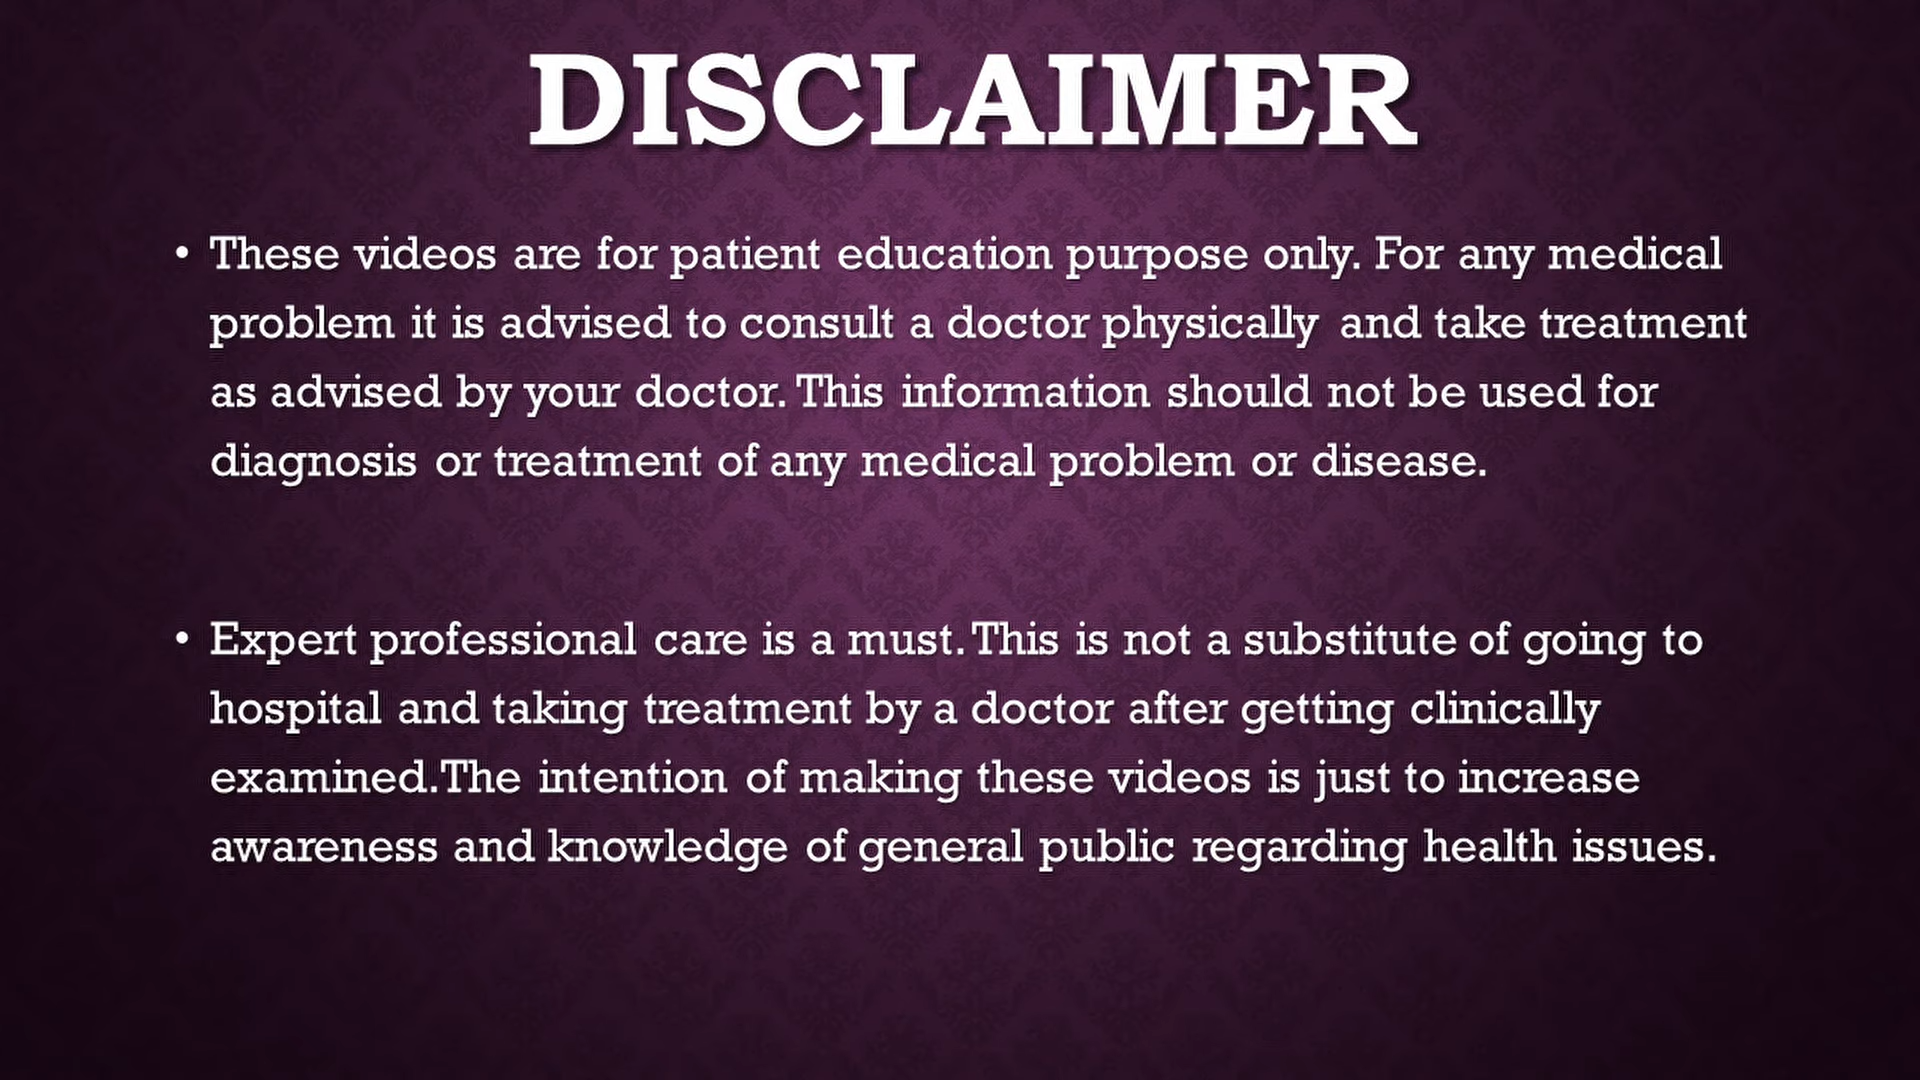 DISCLAIMER
• These videos are for patient education purpose only. For any medical
problem it is advised to consult a doctor physically and take treatment
as advised by your doctor. This information should not be used for
diagnosis or treatment of any medical problem or disease.
• Expert professional care is a must. This is not a substitute of going to
hospital and taking treatment by a doctor after getting clinically
examined.The intention of making these videos is just to increase
awareness and knowledge of general public regarding health issues.